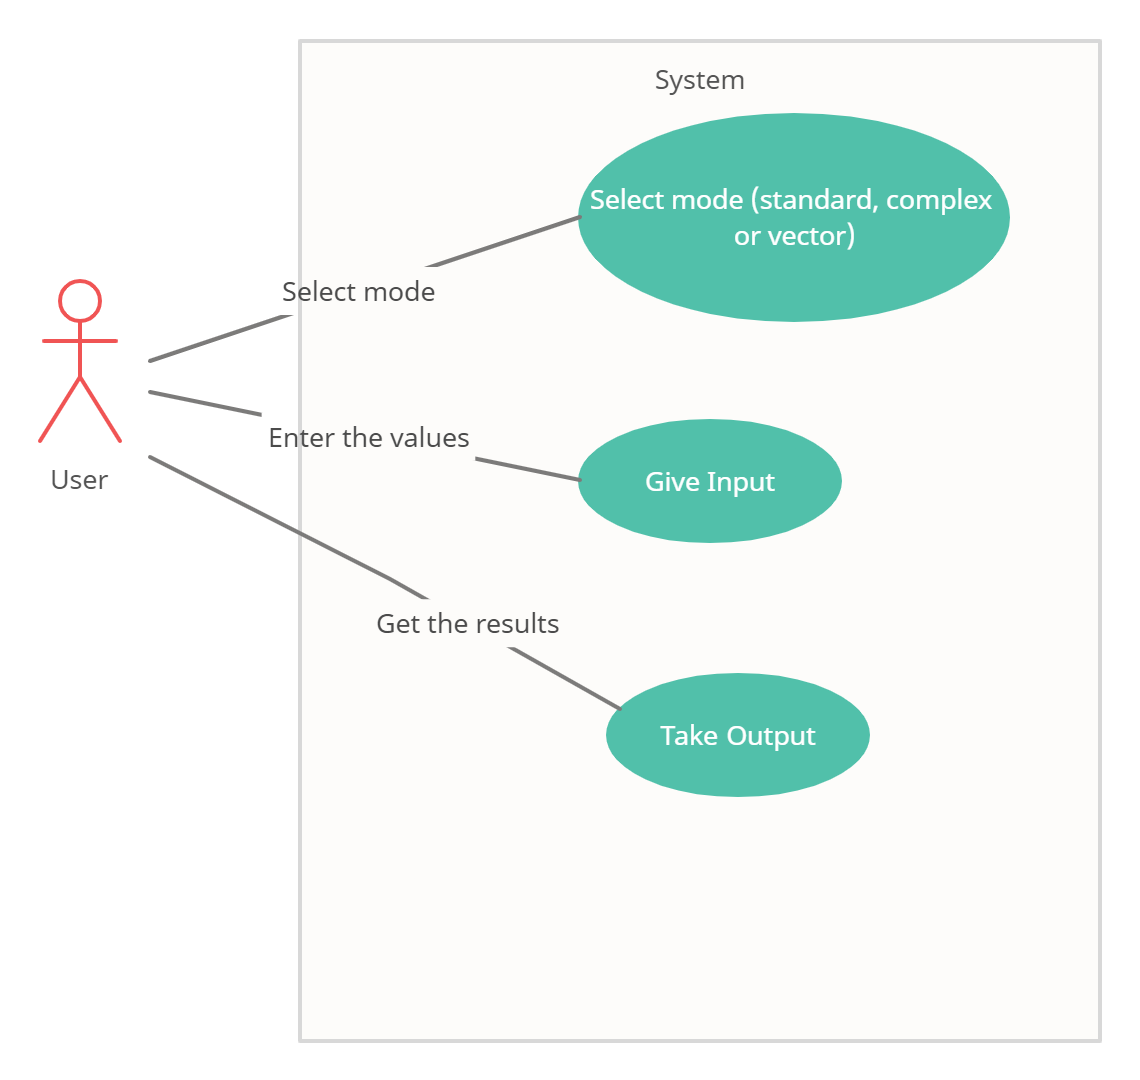 System
Select mode (standard, complex
or vector)
Select mode
User
Enter the values
Give Input
Get the results
Take Output